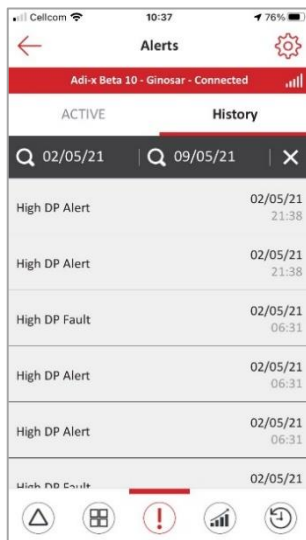 Cellcom 10:37 76%
Alerts
Adi-x Beta 10 - Ginosar - Connected
ACTIVE History
02/05/21 09/05/21
High DP Alert 02/05/21
21:38
High DP Alert 02/05/21
21:38
High DP Fault 02/05/21
06:31
High DP Alert 02/05/21
06:31
High DP Alert 02/05/21
06:31
High DP Fault 02/05/21